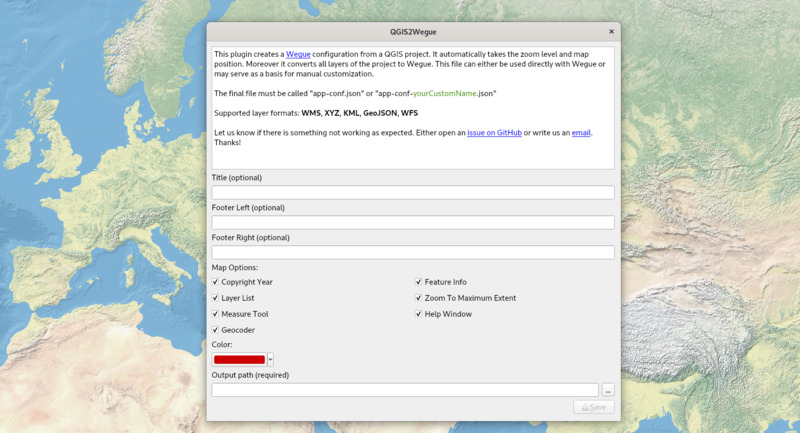 QGIS2Wegue
This plugin creates a Wegue configuration from a QGIS project. It automatically takes the zoom level and map
position. Moreover it converts all layers of the project to Wegue. This file can either be used directly with Wegue or
may serve as a basis for manual customization.
The final file must be called "app-conf.json" or "app-conf-yourCustomName.json"
Supported layer formats: WMS, XYZ, KML, GeoJSON, WFS
Let us know if there is something not working as expected. Either open an issue on GitHub or write us an email.
Thanks!
Title (optional)
Footer Left (optional)
Footer Right (optional)
Map Options:
Copyright Year
Feature Info
Layer List
Zoom To Maximum Extent
Measure Tool
Help Window
Geocoder
Color:
Output path (required)
...
Save